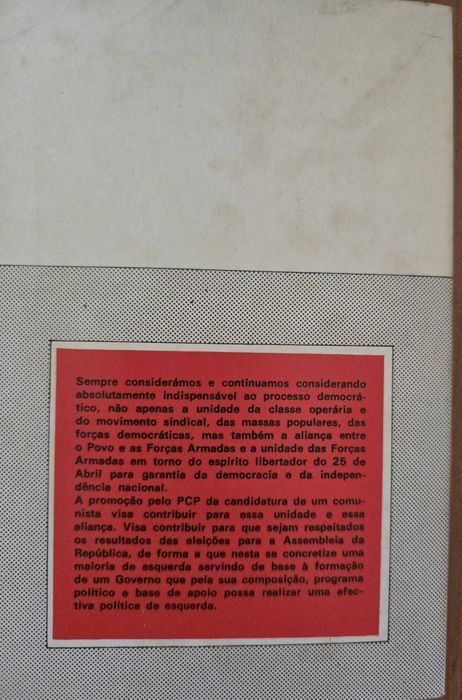 Sempre considerámos e continuamos considerando
absolutamente indispensável ao processo democrá-
tico, não apenas a unidade da classe operária e
do movimento sindical, das massas populares, das
forças democráticas, mas também a aliança entre
o Povo e as Forças Armadas e a unidade das Forças
Armadas em torno do espírito libertador do 25 de
Abril para garantia da democracia e da indepen-
dência nacional.
A promoção pelo PCP da candidatura de um comu-
nista visa contribuir para essa unidade e essa
aliança. Visa contribuir para que sejam respeitados
os resultados das eleições para a Assembleia da
República, de forma a que nesta se concretize uma
maioria de esquerda servindo de base à formação
de um Governo que pela sua composição, programa
político e base de apoio possa realizar uma efec-
tiva política de esquerda.